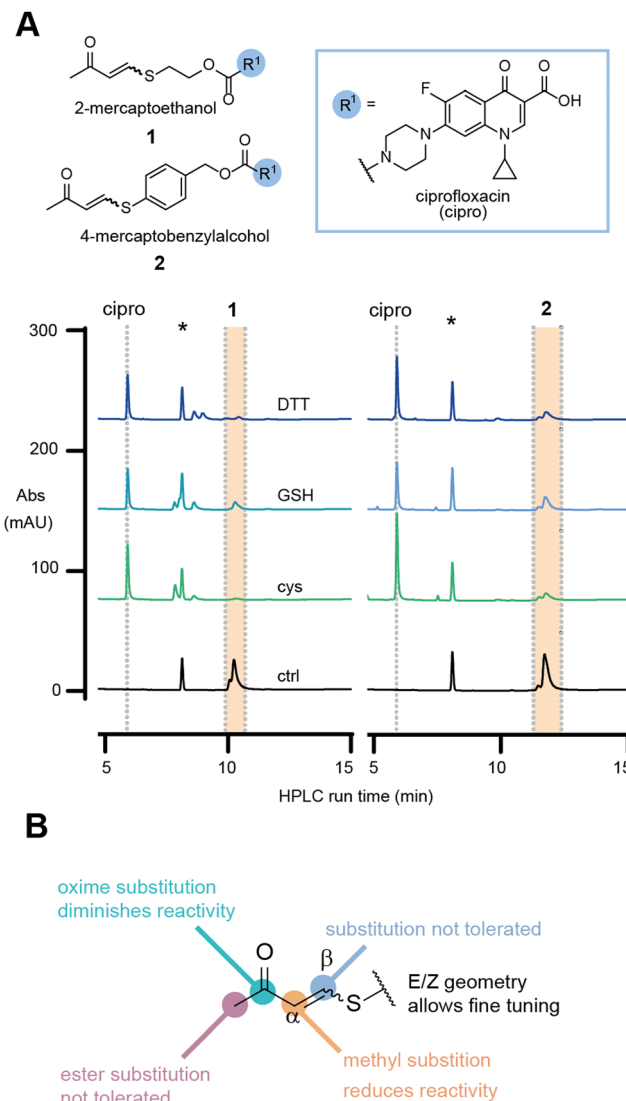 A
O
S
O
O
R¹
2-mercaptoethanol
1
O
S
O
O
R¹
4-mercaptobenzylalcohol
2
R¹ =
F
O
O
OH
N
N
N
ciprofloxacin
(cipro)
cipro
*
1
cipro
*
2
300
200
100
0
Abs
(mAU)
DTT
GSH
cys
ctrl
5
10
15
5
10
15
HPLC run time (min)
B
oxime substitution
diminishes reactivity
substitution not tolerated
O
β
α
S
E/Z geometry
allows fine tuning
ester substitution
not tolerated
methyl substition
reduces reactivity